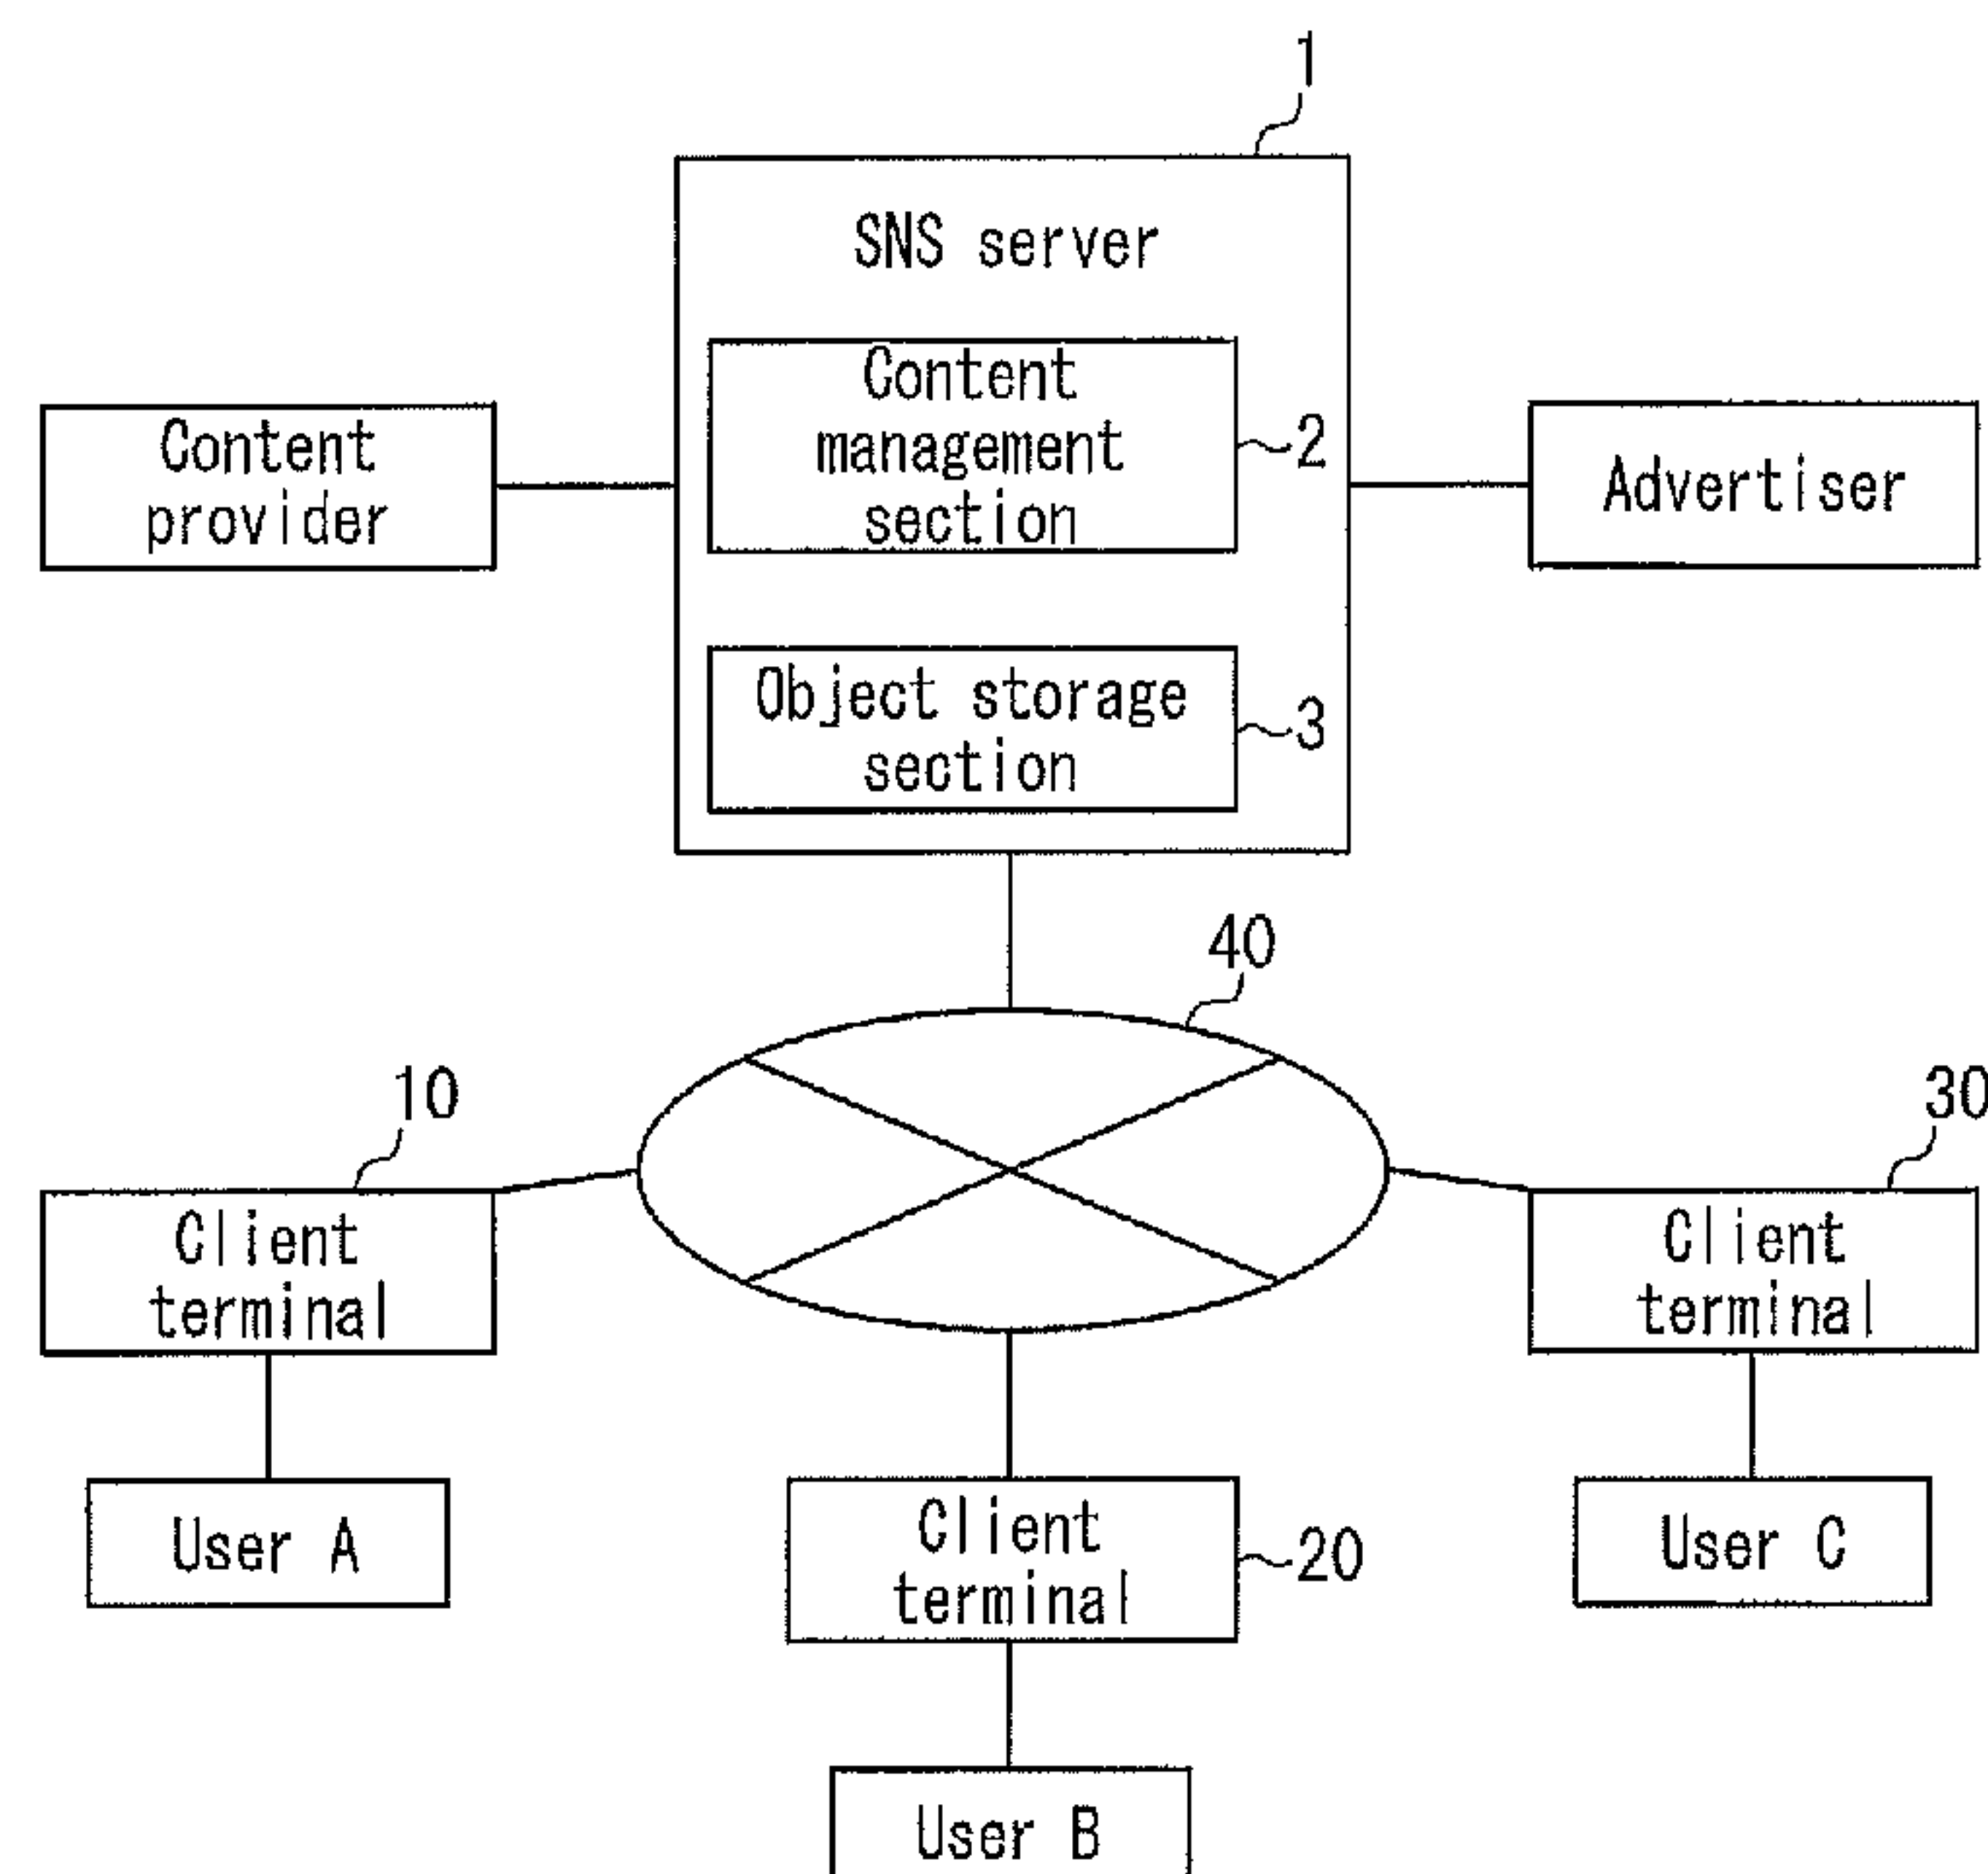 1
SNS server
Content
management
section
2
Content
provider
Advertiser
Object storage
section
3
40
10
30
Client
terminal
Client
terminal
User A
Client
terminal
20
User C
User B